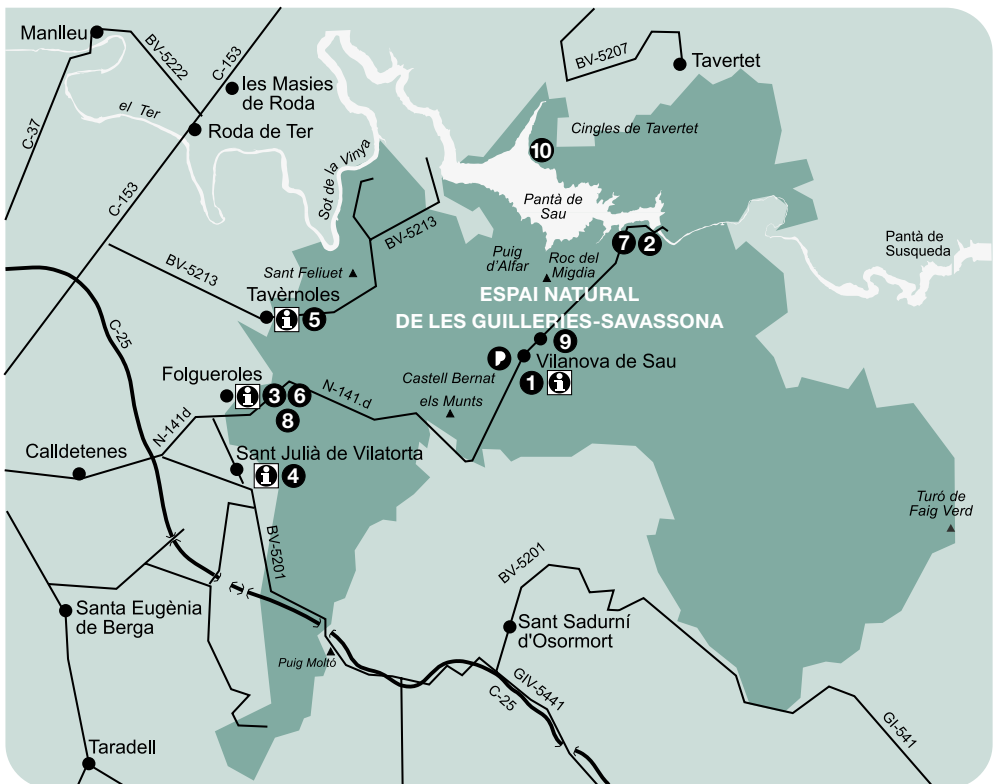 Manlleu
BV-5222
C-153
BV-5207
Tavertet
les Masies
de Roda
C-37
el Ter
Roda de Ter
Cingles de Tavertet
10
Sot de la Vinya
C-153
Pantà de
Sau
BV-5213
BV-5213
Pantà de
Susqueda
7 2
Puig
d'Alfar
Roc del
Migdia
Sant Feliuet
Tavèrnoles
i 5
ESPAI NATURAL
DE LES GUILLERIES-SAVASSONA
C-25
9
P
Vilanova de Sau
1 i
Folgueroles
i 3 6
8
N-141.d
Castell Bernat
els Munts
N-141d
Calldetenes
Sant Julià de Vilatorta
i 4
Turó de
Faig Verd
BV-5201
BV-5201
Santa Eugènia
de Berga
Sant Sadurní
d'Osormort
Puig Moltó
GIV-5441
C-25
GI-541
Taradell